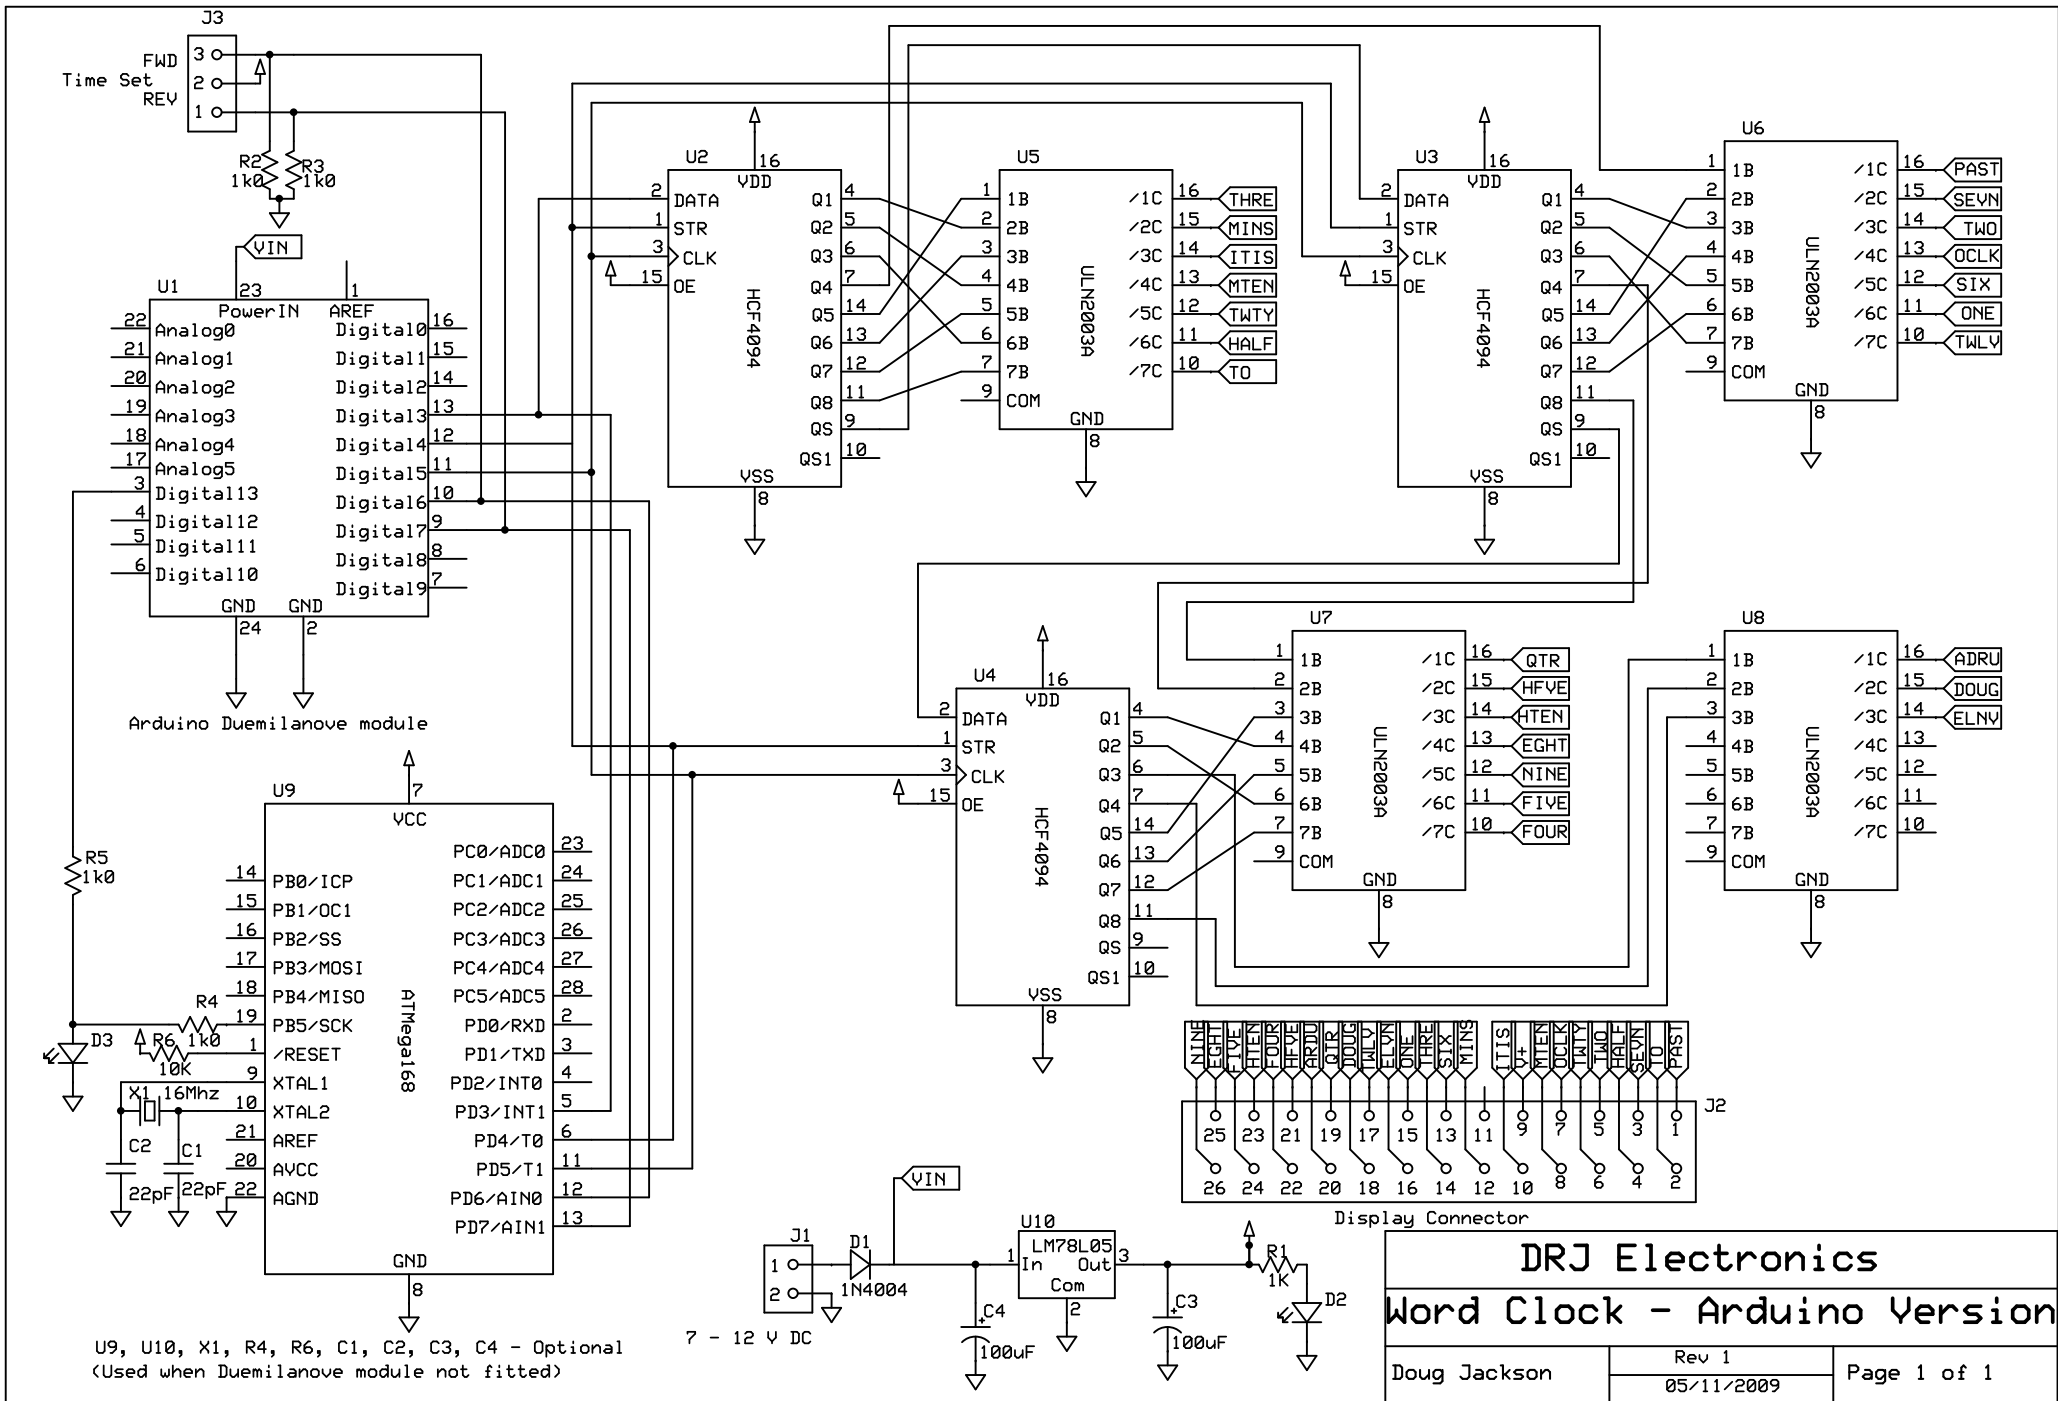 J3
FWD
Time Set
REV
3
2
1
R2
1k0
R3
1k0
VIN
U1
23
1
PowerIN
AREF
22 Analog0
21 Analog1
20 Analog2
19 Analog3
18 Analog4
17 Analog5
3 Digital13
4 Digital12
5 Digital11
6 Digital10
Digital0 16
Digital1 15
Digital2 14
Digital3 13
Digital4 12
Digital5 11
Digital6 10
Digital7 9
Digital8 8
Digital9 7
GND
GND
24
2
Arduino Duemilanove module
U2
16
VDD
2 DATA
1 STR
3 CLK
15 OE
HCF4094
Q1 4
Q2 5
Q3 6
Q4 7
Q5 14
Q6 13
Q7 12
Q8 11
QS 9
QS1 10
VSS
8
U5
1 1B
2 2B
3 3B
4 4B
5 5B
6 6B
7 7B
9 COM
ULN2003A
/1C 16 THRE
/2C 15 MINS
/3C 14 ITIS
/4C 13 MTEN
/5C 12 TWTY
/6C 11 HALF
/7C 10 TO
GND
8
U3
16
VDD
2 DATA
1 STR
3 CLK
15 OE
HCF4094
Q1 4
Q2 5
Q3 6
Q4 7
Q5 14
Q6 13
Q7 12
Q8 11
QS 9
QS1 10
VSS
8
U6
1 1B
2 2B
3 3B
4 4B
5 5B
6 6B
7 7B
9 COM
ULN2003A
/1C 16 PAST
/2C 15 SEVN
/3C 14 TWO
/4C 13 OCLK
/5C 12 SIX
/6C 11 ONE
/7C 10 TWLV
GND
8
U4
16
VDD
2 DATA
1 STR
3 CLK
15 OE
HCF4094
Q1 4
Q2 5
Q3 6
Q4 7
Q5 14
Q6 13
Q7 12
Q8 11
QS 9
QS1 10
VSS
8
U7
1 1B
2 2B
3 3B
4 4B
5 5B
6 6B
7 7B
9 COM
ULN2003A
/1C 16 QTR
/2C 15 HFVE
/3C 14 HTEN
/4C 13 EGHT
/5C 12 NINE
/6C 11 FIVE
/7C 10 FOUR
GND
8
U8
1 1B
2 2B
3 3B
4 4B
5 5B
6 6B
7 7B
9 COM
ULN2003A
/1C 16 ADRU
/2C 15 DOUG
/3C 14 ELNV
/4C 13
/5C 12
/6C 11
/7C 10
GND
8
U9
7
VCC
14 PB0/ICP
15 PB1/OC1
16 PB2/SS
17 PB3/MOSI
18 PB4/MISO
19 PB5/SCK
1 /RESET
9 XTAL1
10 XTAL2
21 AREF
20 AVCC
22 AGND
ATMega168
PC0/ADC0 23
PC1/ADC1 24
PC2/ADC2 25
PC3/ADC3 26
PC4/ADC4 27
PC5/ADC5 28
PD0/RXD 2
PD1/TXD 3
PD2/INT0 4
PD3/INT1 5
PD4/T0 6
PD5/T1 11
PD6/AIN0 12
PD7/AIN1 13
GND
8
R5
1k0
D3
R4
1k0
R6
10K
X1 16Mhz
C2
22pF
C1
22pF
U9, U10, X1, R4, R6, C1, C2, C3, C4 - Optional
(Used when Duemilanove module not fitted)
J1
1
2
7 - 12 V DC
D1
1N4004
VIN
C4
+
100uF
U10
LM78L05
1 In
Out 3
Com
2
C3
+
100uF
R1
1K
D2
NINE EGHT FIVE HTEN FOUR HFVE ARDU QTR DOUG TWLV ELVN ONE THRE SIX MINS ITIS V+ MTEN OCLK TWTY TWO HALF SEVN TO PAST
J2
25 23 21 19 17 15 13 11 9 7 5 3 1
26 24 22 20 18 16 14 12 10 8 6 4 2
Display Connector
DRJ Electronics
Word Clock - Arduino Version
Doug Jackson
Rev 1
05/11/2009
Page 1 of 1